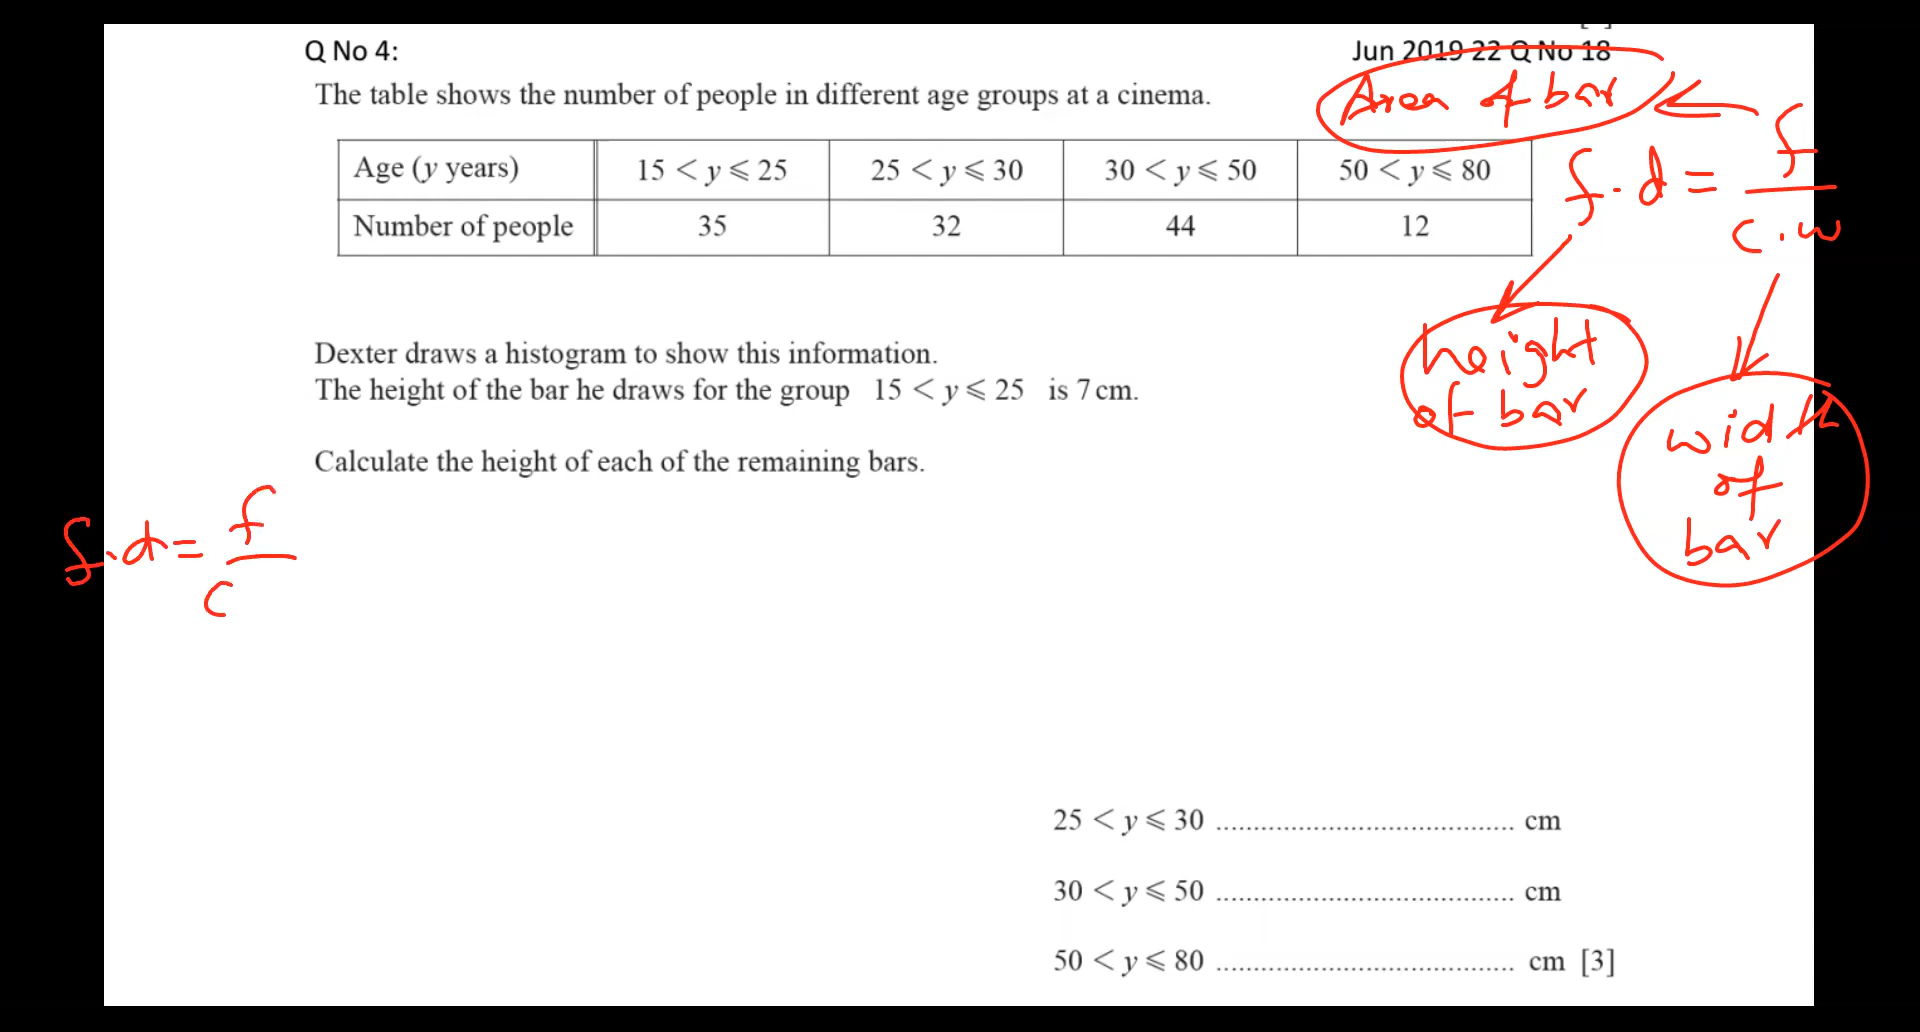 Q No 4:
Jun 2019 22 Q No 18
The table shows the number of people in different age groups at a cinema.
Area of bar
Age (y years) 15 < y ⩽ 25 25 < y ⩽ 30 30 < y ⩽ 50 50 < y ⩽ 80
Number of people 35 32 44 12
f.d = f
c.w
Dexter draws a histogram to show this information.
The height of the bar he draws for the group 15 < y ⩽ 25 is 7 cm.
height
of bar
width
of
bar
Calculate the height of each of the remaining bars.
f.d = f
c
25 < y ⩽ 30 ........................................ cm
30 < y ⩽ 50 ........................................ cm
50 < y ⩽ 80 ........................................ cm [3]